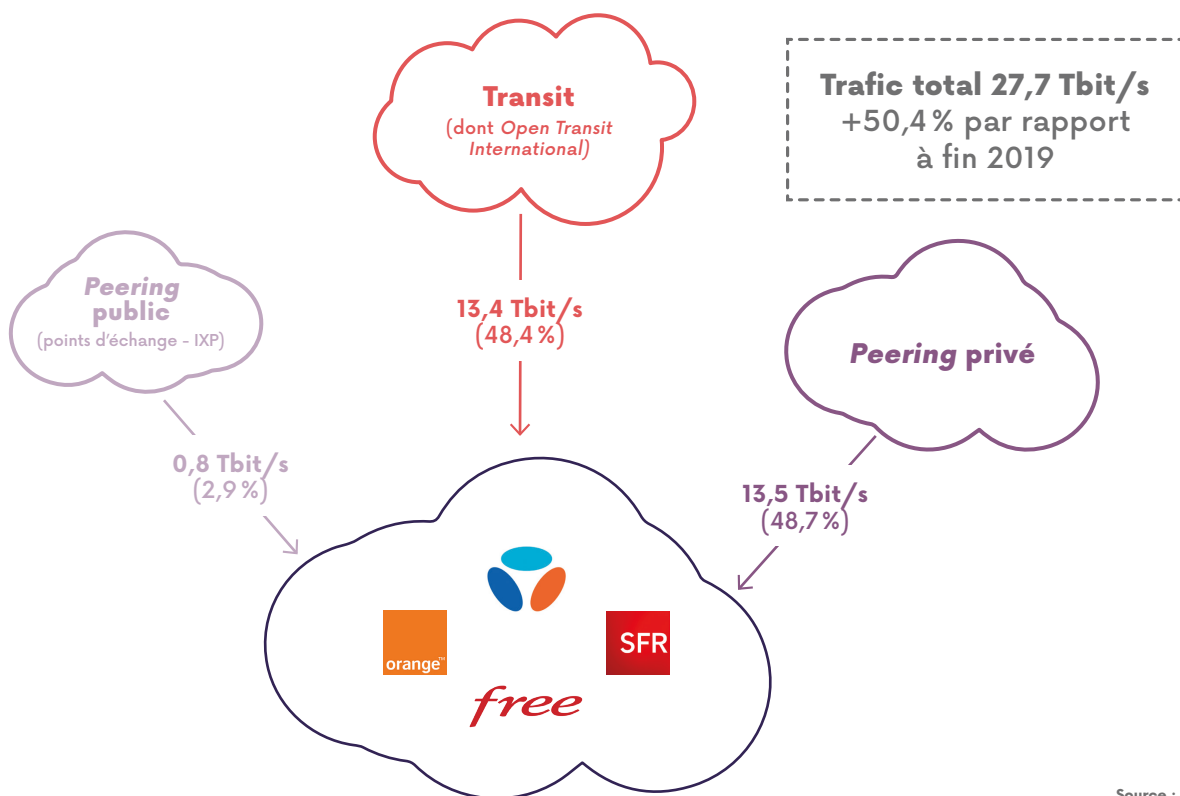 Transit
(dont Open Transit
International)
Trafic total 27,7 Tbit/s
+50,4 % par rapport
à fin 2019
Peering
public
(points d'échange - IXP)
13,4 Tbit/s
(48,4 %)
Peering privé
0,8 Tbit/s
(2,9 %)
13,5 Tbit/s
(48,7 %)
orange™
SFR
free
Source :